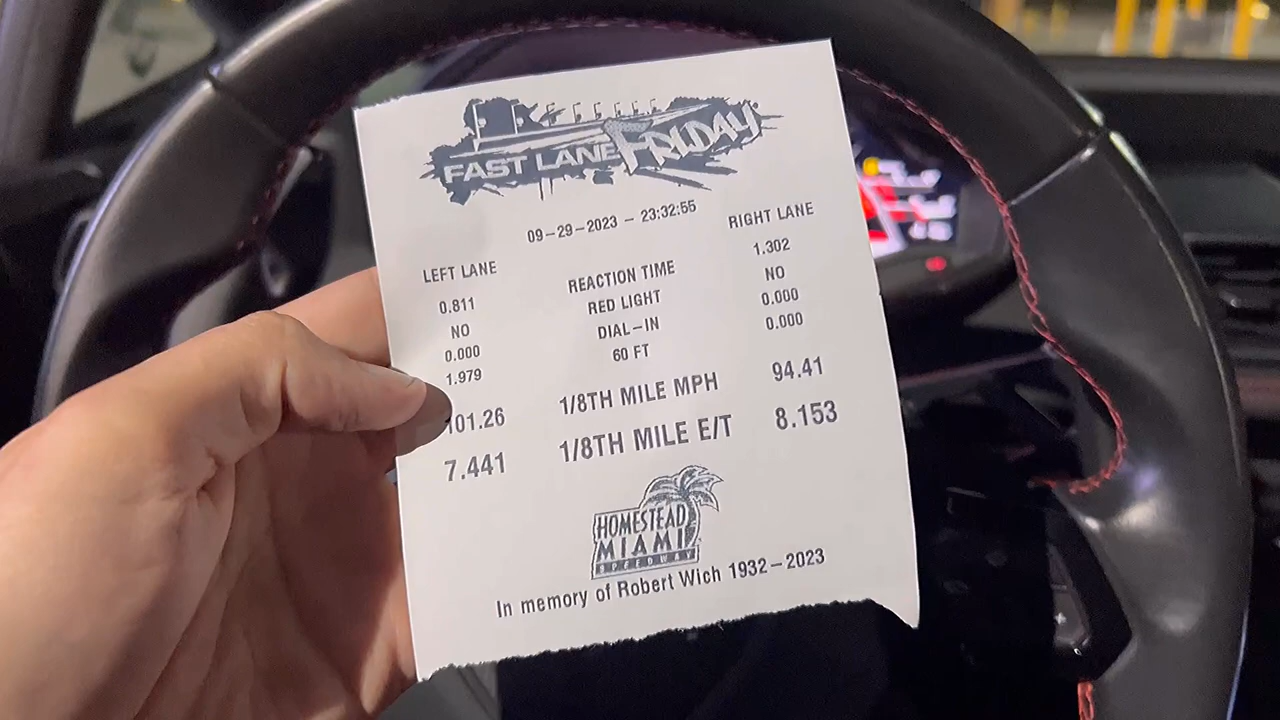 FAST LANE FRIDAY
09-29-2023 - 23:32:55
LEFT LANE RIGHT LANE
0.811 REACTION TIME 1.302
NO RED LIGHT NO
0.000 DIAL-IN 0.000
1.979 60 FT 0.000
101.26 1/8TH MILE MPH 94.41
7.441 1/8TH MILE E/T 8.153
HOMESTEAD
MIAMI
SPEEDWAY
In memory of Robert Wich 1932-2023